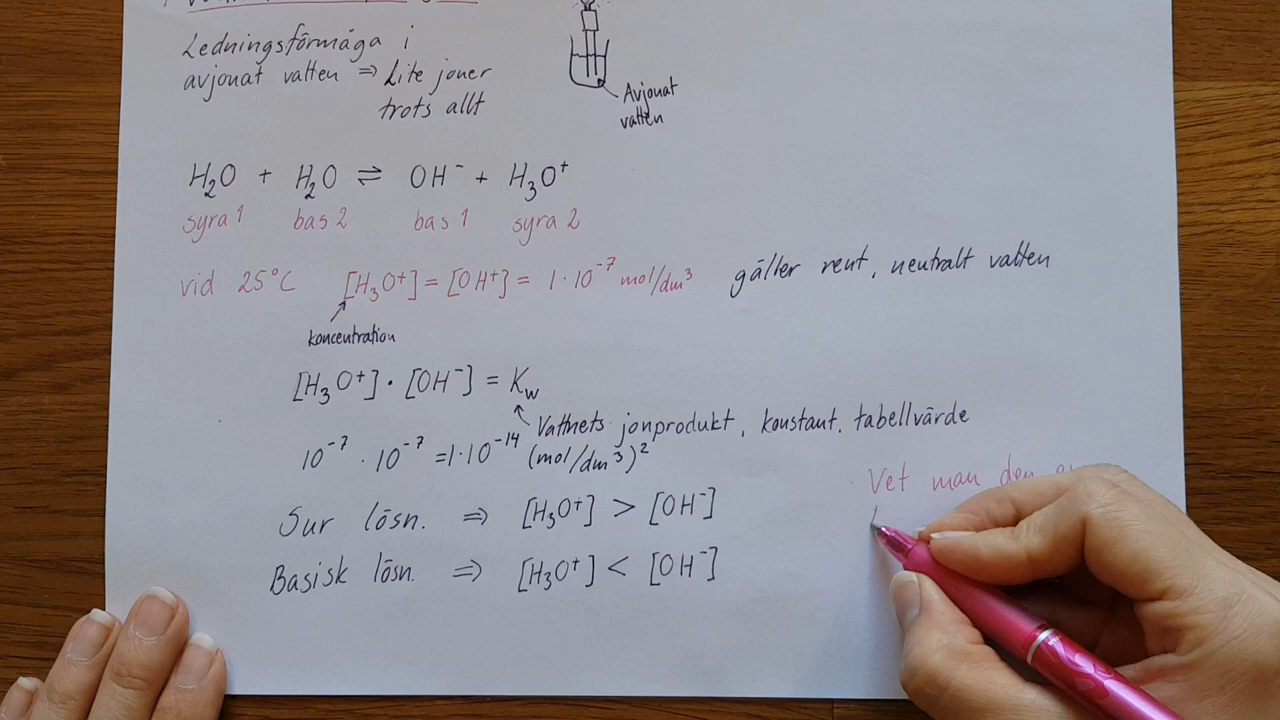 Ledningsförmåga i
avjonat vatten ⇒ Lite joner
trots allt
Avjonat
vatten
H₂O + H₂O ⇌ OH⁻ + H₃O⁺
syra 1 bas 2 bas 1 syra 2
vid 25°C [H₃O⁺] = [OH⁺] = 1·10⁻⁷ mol/dm³ gäller rent, neutralt vatten
koncentration
[H₃O⁺] · [OH⁻] = Kw
Vattnets jonprodukt, konstant, tabellvärde
10⁻⁷ · 10⁻⁷ = 1·10⁻¹⁴ (mol/dm³)²
Vet man den
Sur lösn. ⇒ [H₃O⁺] > [OH⁻]
Basisk lösn. ⇒ [H₃O⁺] < [OH⁻]